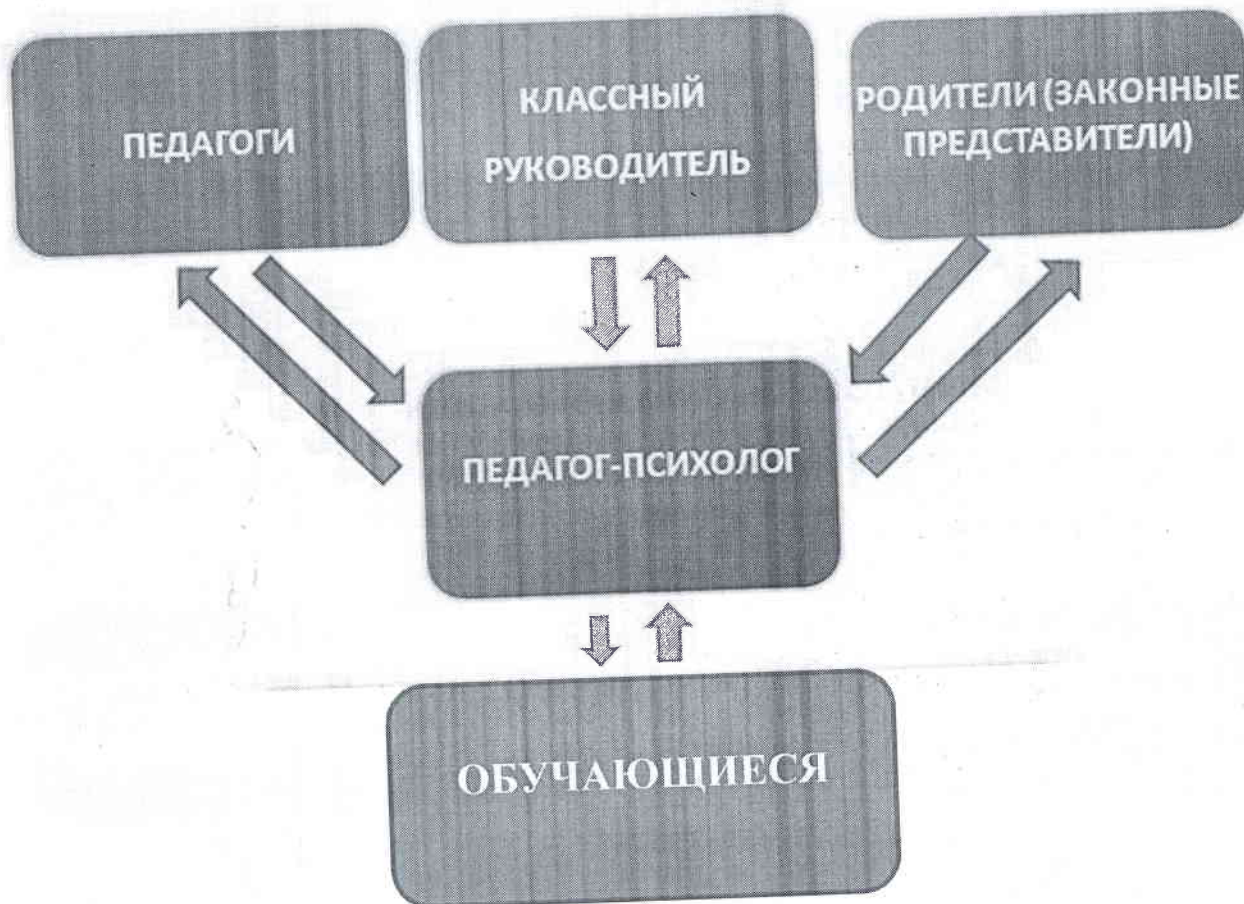 ПЕДАГОГИ
КЛАССНЫЙ
РУКОВОДИТЕЛЬ
РОДИТЕЛИ (ЗАКОННЫЕ
ПРЕДСТАВИТЕЛИ)
ПЕДАГОГ-ПСИХОЛОГ
ОБУЧАЮЩИЕСЯ